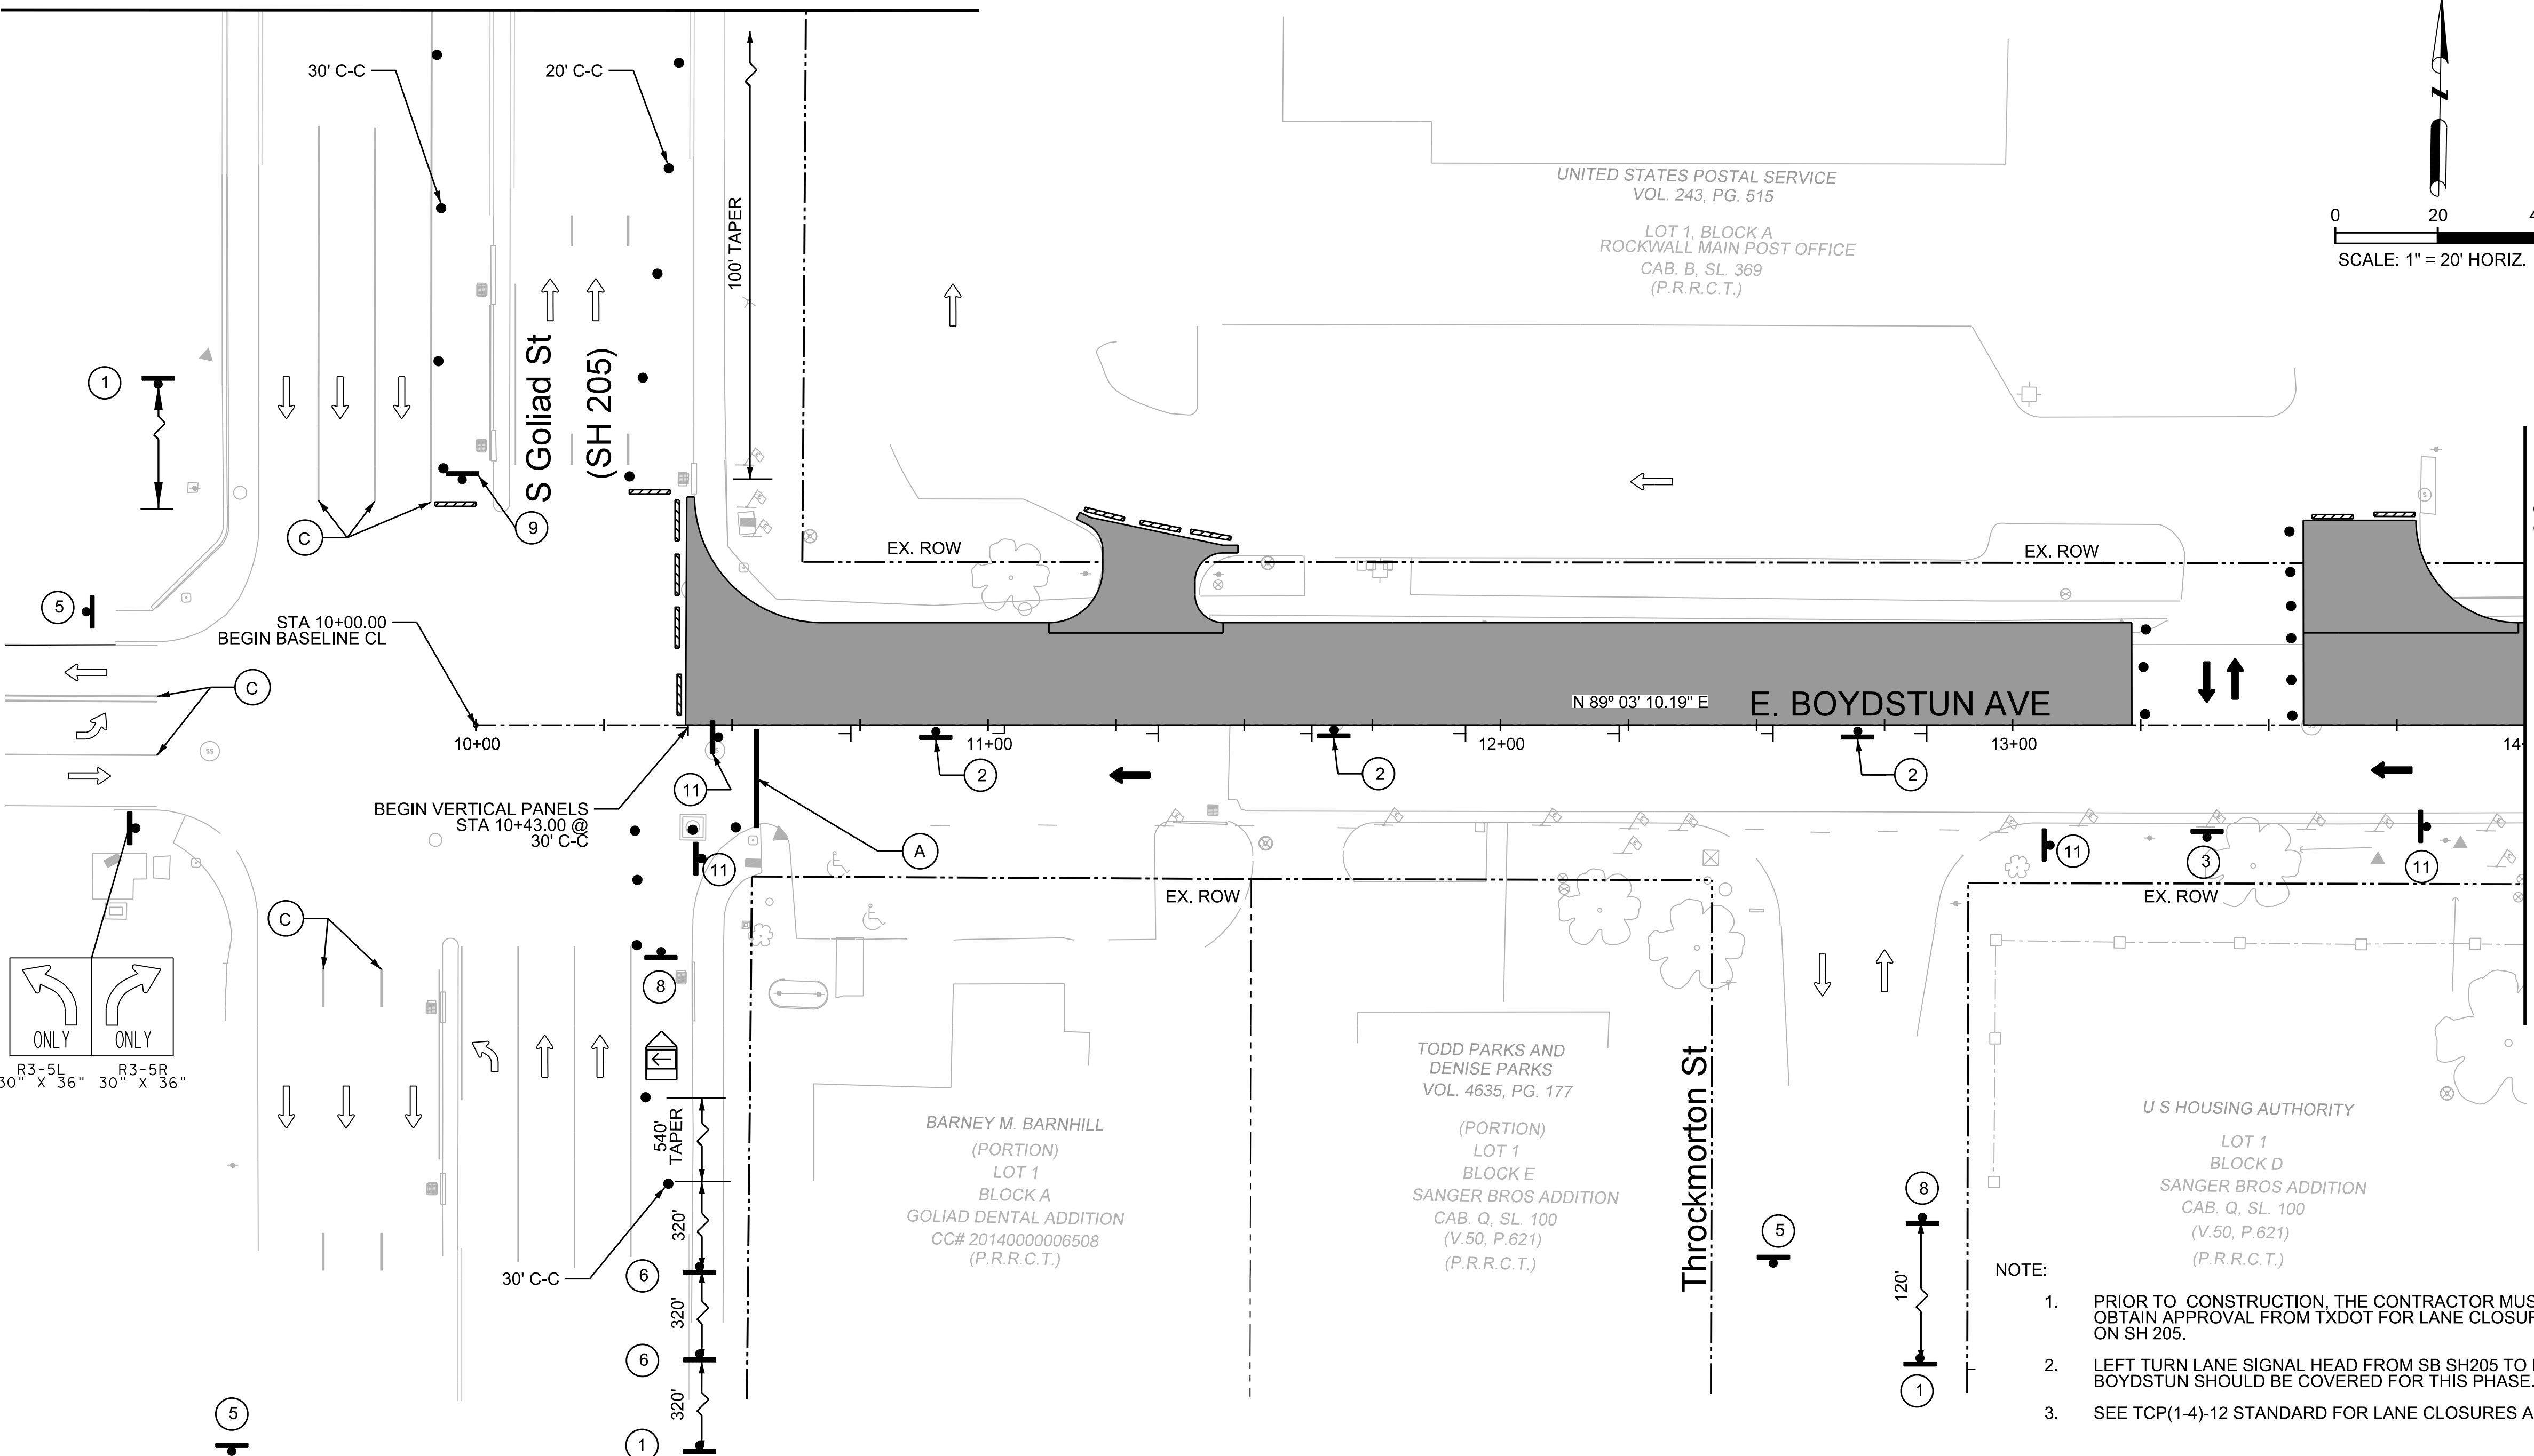 30' C-C
20' C-C
100' TAPER
S Goliad St
(SH 205)
UNITED STATES POSTAL SERVICE
VOL. 243, PG. 515
LOT 1, BLOCK A
ROCKWALL MAIN POST OFFICE
CAB. B, SL. 369
(P.R.R.C.T.)
N
0 20
SCALE: 1" = 20' HORIZ.
1
C
9
EX. ROW
EX. ROW
5
STA 10+00.00
BEGIN BASELINE CL
C
N 89º 03' 10.19" E
E. BOYDSTUN AVE
10+00
11+00
12+00
13+00
14
SS
S
2
2
2
11
BEGIN VERTICAL PANELS
STA 10+43.00 @
30' C-C
A
11
11
3
11
EX. ROW
EX. ROW
C
8
ONLY
ONLY
R3-5L
30" X 36"
R3-5R
30" X 36"
540'
TAPER
320'
30' C-C
6
320'
6
320'
1
5
BARNEY M. BARNHILL
(PORTION)
LOT 1
BLOCK A
GOLIAD DENTAL ADDITION
CC# 20140000006508
(P.R.R.C.T.)
TODD PARKS AND
DENISE PARKS
VOL. 4635, PG. 177
(PORTION)
LOT 1
BLOCK E
SANGER BROS ADDITION
CAB. Q, SL. 100
(V.50, P.621)
(P.R.R.C.T.)
Throckmorton St
5
8
120'
1
U S HOUSING AUTHORITY
LOT 1
BLOCK D
SANGER BROS ADDITION
CAB. Q, SL. 100
(V.50, P.621)
(P.R.R.C.T.)
NOTE:
1. PRIOR TO CONSTRUCTION, THE CONTRACTOR MUS
OBTAIN APPROVAL FROM TXDOT FOR LANE CLOSUR
ON SH 205.
2. LEFT TURN LANE SIGNAL HEAD FROM SB SH205 TO
BOYDSTUN SHOULD BE COVERED FOR THIS PHASE.
3. SEE TCP(1-4)-12 STANDARD FOR LANE CLOSURES A